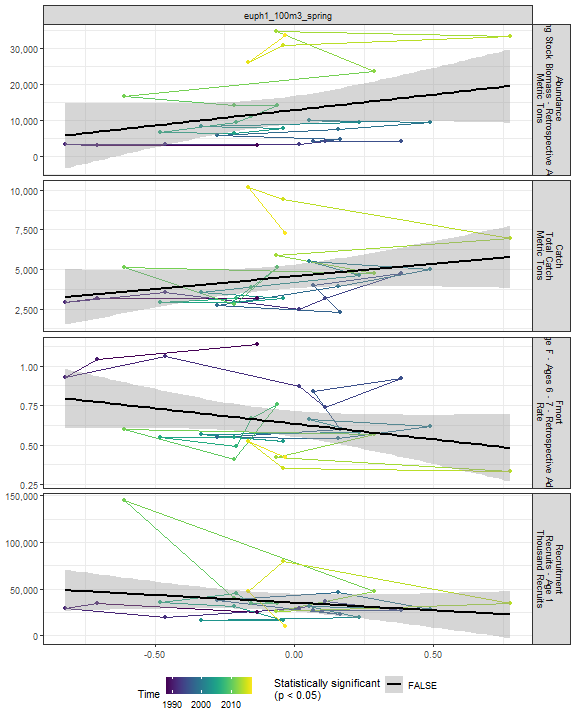 euph1_100m3_spring
30,000
20,000
10,000
0
Abundance
ng Stock Biomass - Retrospective A
Metric Tons
10,000
7,500
5,000
2,500
Catch
Total Catch
Metric Tons
1.00
0.75
0.50
0.25
Fmort
ge F - Ages 6 - 7 - Retrospective Ad
Rate
150,000
100,000
50,000
0
Recruitment
Recruits - Age 1
Thousand Recruits
-0.50
0.00
0.50
Time
1990 2000 2010
Statistically significant
(p < 0.05)
FALSE